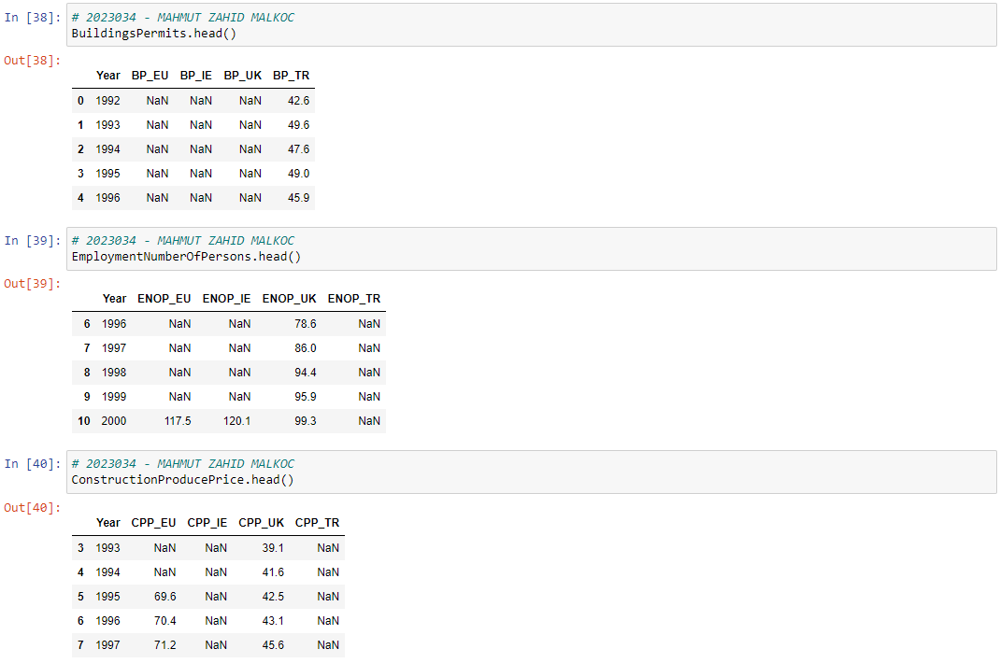 In [38]: # 2023034 - MAHMUT ZAHID MALKOC
BuildingsPermits.head()
Out[38]:
Year BP_EU BP_IE BP_UK BP_TR
0 1992 NaN NaN NaN 42.6
1 1993 NaN NaN NaN 49.6
2 1994 NaN NaN NaN 47.6
3 1995 NaN NaN NaN 49.0
4 1996 NaN NaN NaN 45.9
In [39]: # 2023034 - MAHMUT ZAHID MALKOC
EmploymentNumberOfPersons.head()
Out[39]:
Year ENOP_EU ENOP_IE ENOP_UK ENOP_TR
6 1996 NaN NaN 78.6 NaN
7 1997 NaN NaN 86.0 NaN
8 1998 NaN NaN 94.4 NaN
9 1999 NaN NaN 95.9 NaN
10 2000 117.5 120.1 99.3 NaN
In [40]: # 2023034 - MAHMUT ZAHID MALKOC
ConstructionProducePrice.head()
Out[40]:
Year CPP_EU CPP_IE CPP_UK CPP_TR
3 1993 NaN NaN 39.1 NaN
4 1994 NaN NaN 41.6 NaN
5 1995 69.6 NaN 42.5 NaN
6 1996 70.4 NaN 43.1 NaN
7 1997 71.2 NaN 45.6 NaN